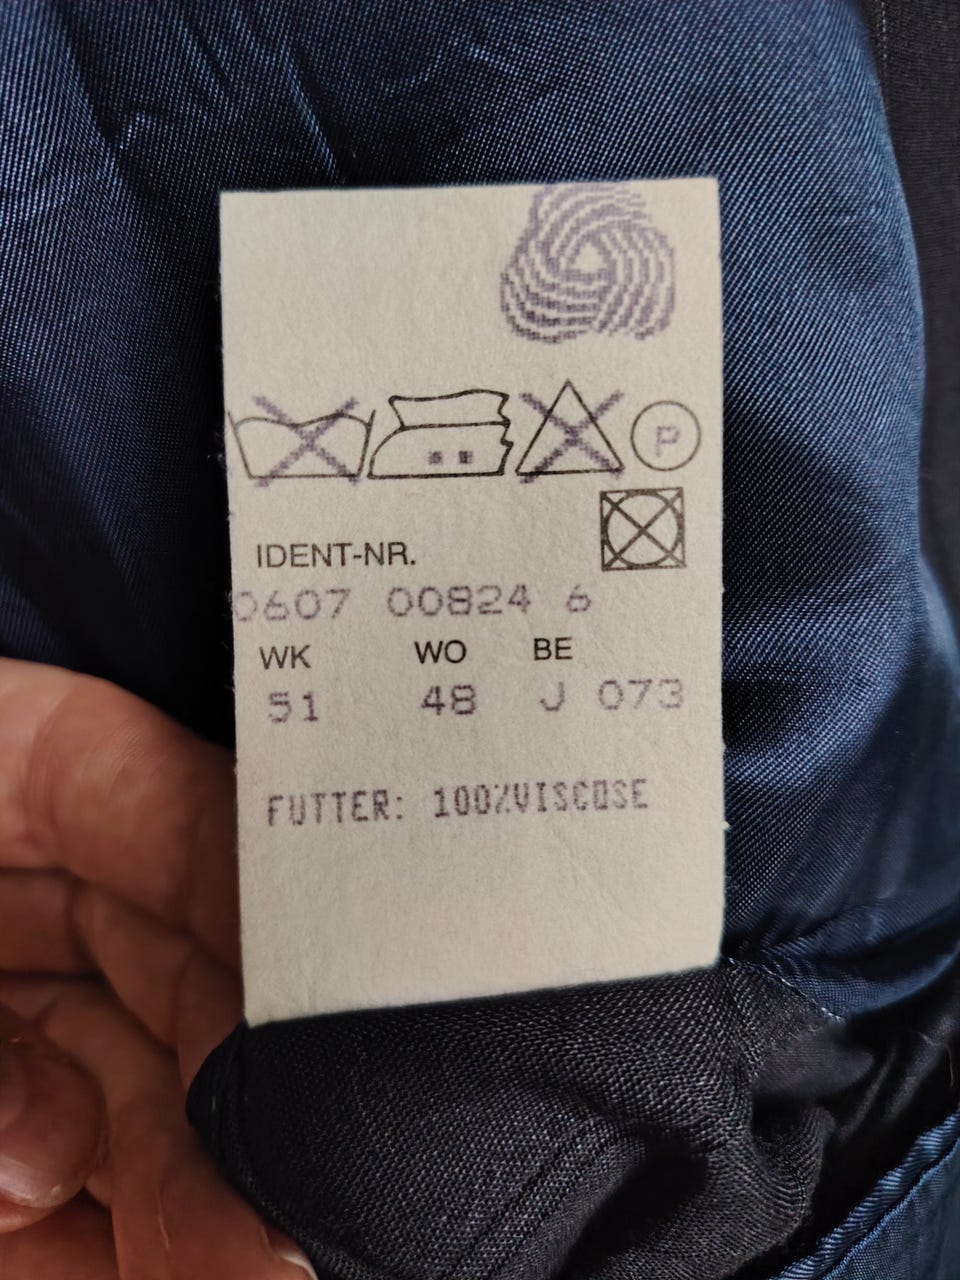 P
IDENT-NR.
0607 00824 6
WK WO BE
51 48 J 073
FUTTER: 100%VISCOSE